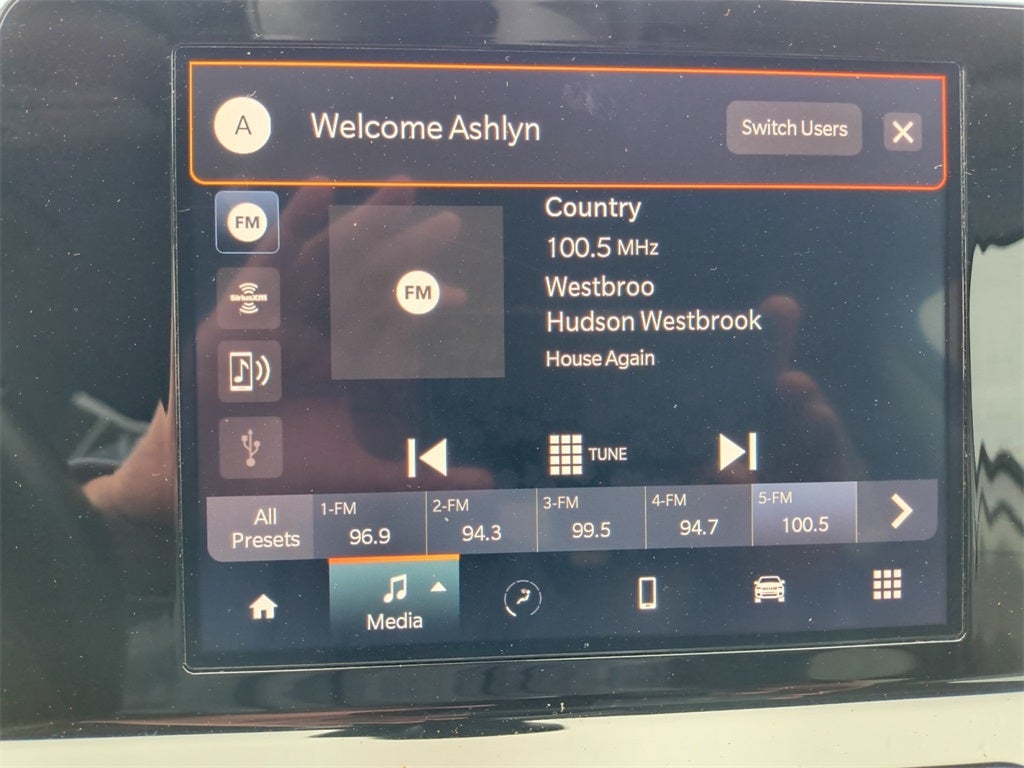 A
Welcome Ashlyn
Switch Users
FM
Country
100.5 MHz
FM
Westbroo
SiriusXM
Hudson Westbrook
House Again
TUNE
All
Presets
1-FM
96.9
2-FM
94.3
3-FM
99.5
4-FM
94.7
5-FM
100.5
Media